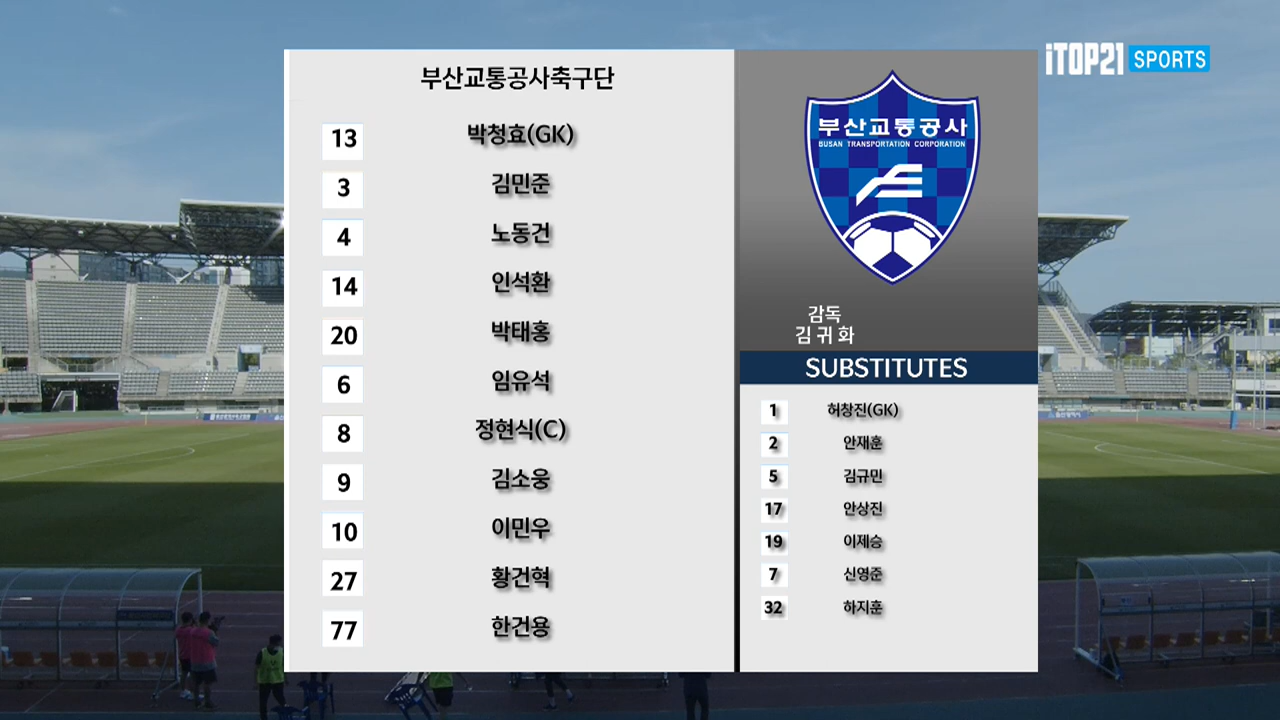 iTOP21 SPORTS
부산교통공사축구단
13 박청효(GK)
3 김민준
4 노동건
14 인석환
20 박태홍
6 임유석
8 정현식(C)
9 김소웅
10 이민우
27 황건혁
77 한건용
부산교통공사
BUSAN TRANSPORTATION CORPORATION
감독
김귀화
SUBSTITUTES
1 허창진(GK)
2 안재훈
5 김규민
17 안상진
19 이제승
7 신영준
32 하지훈